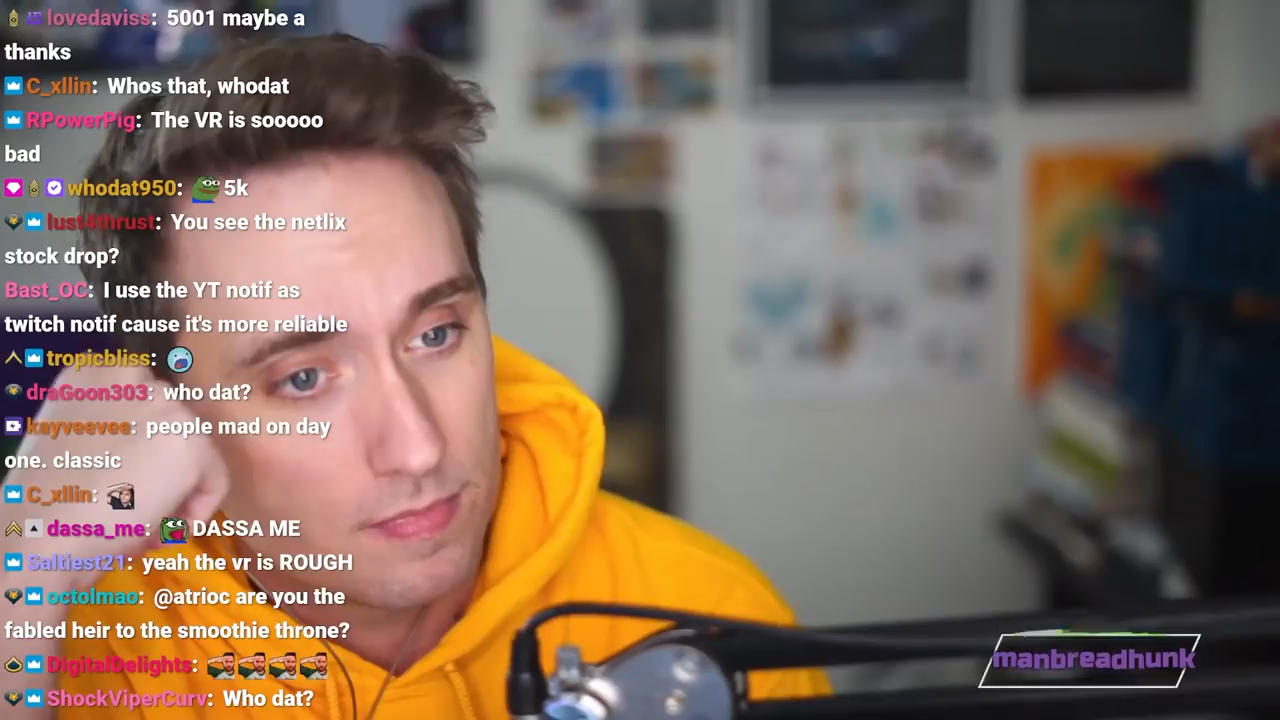 lovedaviss: 5001 maybe a
thanks
C_xllin: Whos that, whodat
RPowerPig: The VR is sooooo
bad
whodat950: 5k
lust4thrust: You see the netlix
stock drop?
Bast_OC: I use the YT notif as
twitch notif cause it's more reliable
tropicbliss:
draGoon303: who dat?
kayveevee: people mad on day
one. classic
C_xllin:
dassa_me: DASSA ME
Saltiest21: yeah the vr is ROUGH
octolmao: @atrioc are you the
fabled heir to the smoothie throne?
DigitalDelights:
ShockViperCurv: Who dat?
manbreadhunk